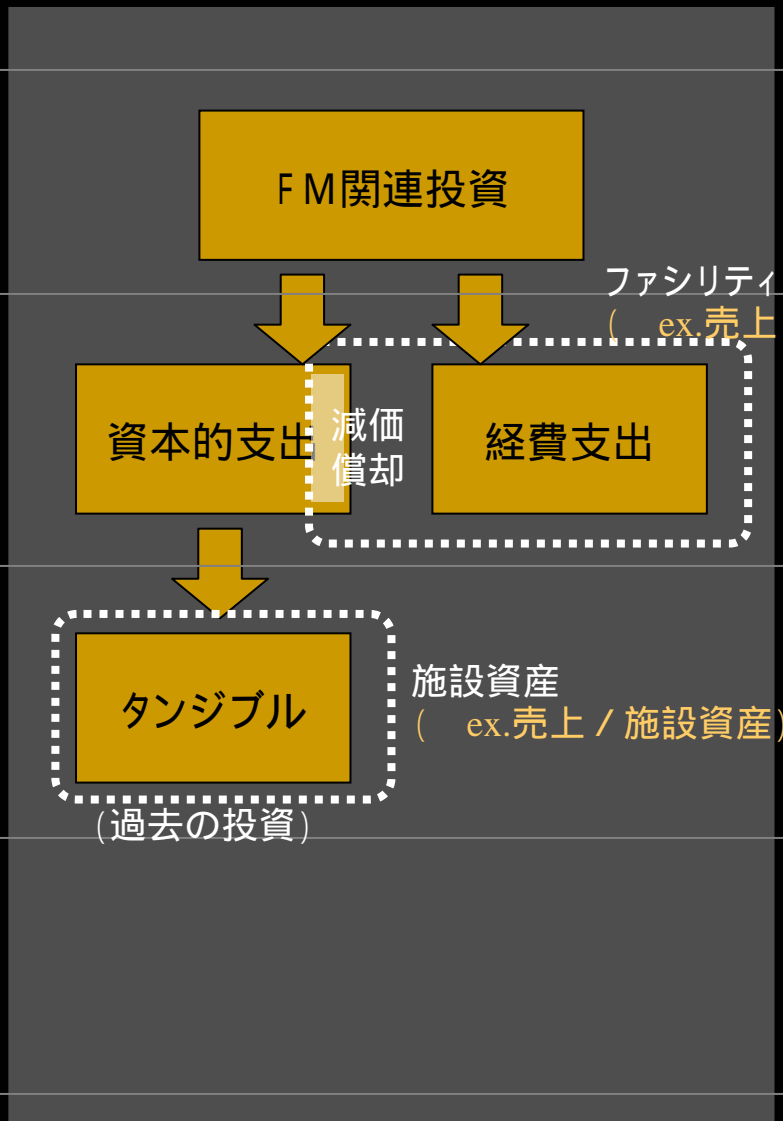 FM関連投資
ファシリティ
( ex.売上
資本的支出
減価
償却
経費支出
タンジブル
施設資産
( ex.売上/施設資産)
(過去の投資)